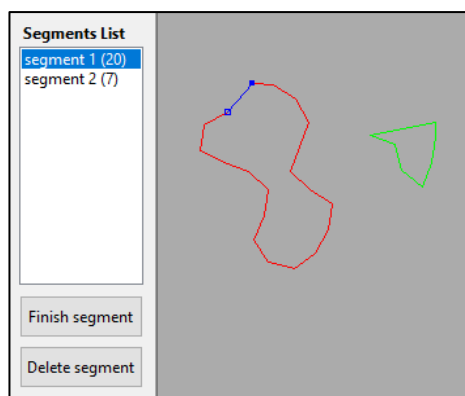 Segments List
segment 1 (20)
segment 2 (7)
Finish segment
Delete segment